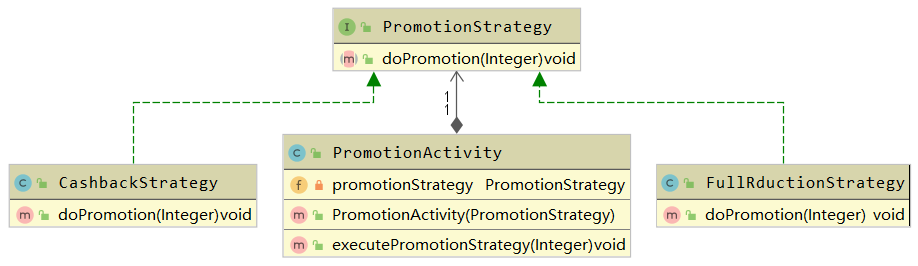 I PromotionStrategy
m doPromotion(Integer)void
1
1
C CashbackStrategy
m doPromotion(Integer)void
C PromotionActivity
f promotionStrategy PromotionStrategy
m PromotionActivity(PromotionStrategy)
m executePromotionStrategy(Integer)void
C FullRductionStrategy
m doPromotion(Integer) void